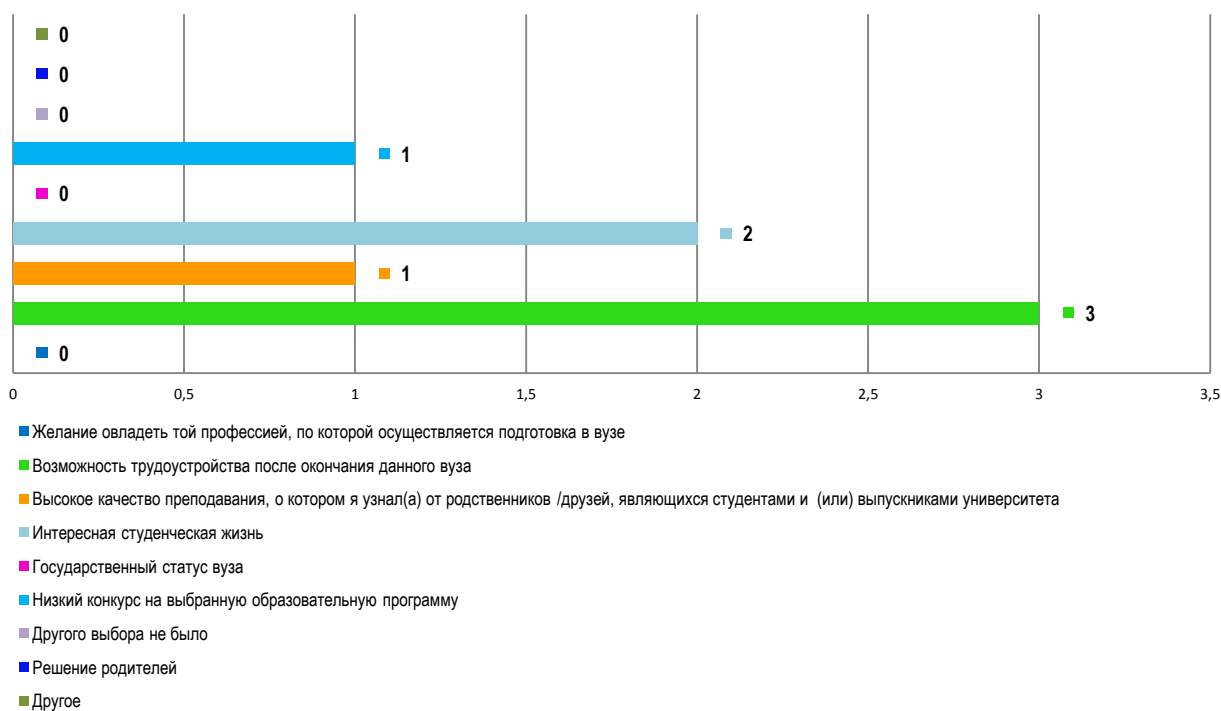 0
0
0
1
0
2
1
3
0
0 0,5 1 1,5 2 2,5 3 3,5
Желание овладеть той профессией, по которой осуществляется подготовка в вузе
Возможность трудоустройства после окончания данного вуза
Высокое качество преподавания, о котором я узнал(а) от родственников /друзей, являющихся студентами и (или) выпускниками университета
Интересная студенческая жизнь
Государственный статус вуза
Низкий конкурс на выбранную образовательную программу
Другого выбора не было
Решение родителей
Другое